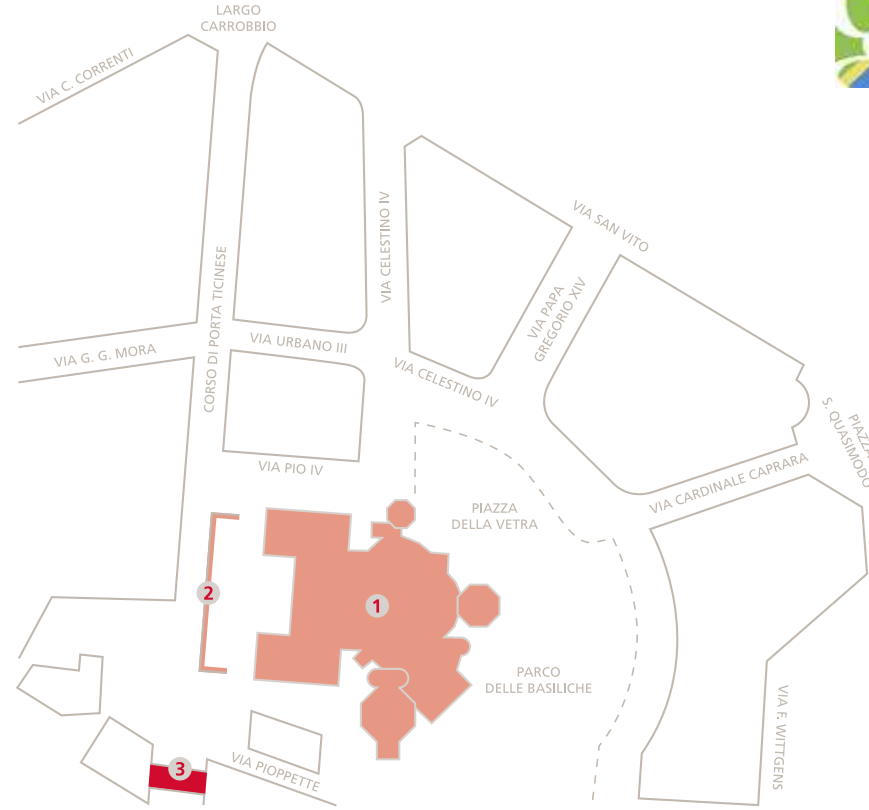 LARGO
CARROBBIO
VIA C. CORRENTI
VIA SAN VITO
VIA CELESTINO IV
CORSO DI PORTA TICINESE
VIA PAPA
GREGORIO XIV
VIA G. G. MORA
VIA URBANO III
VIA CELESTINO IV
PIAZZA
S. QUASIMODO
VIA PIO IV
VIA CARDINALE CAPRARA
PIAZZA
DELLA VETRA
2
1
PARCO
DELLE BASILICHE
VIA F. WITTGENS
3
VIA PIOPPETTE